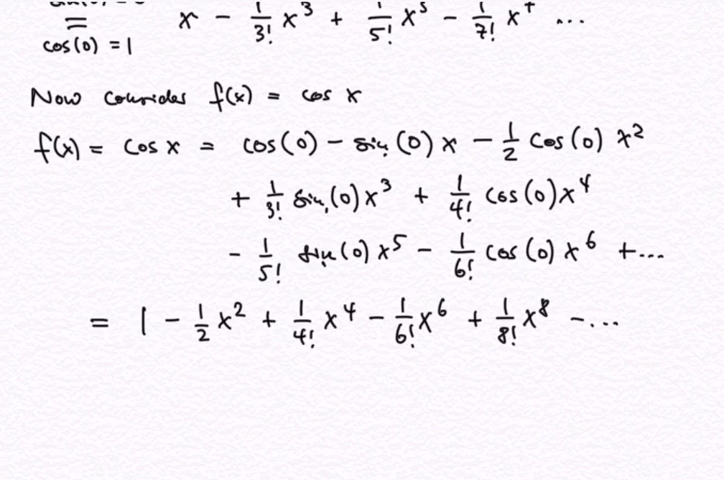 = x - 1/3! x³ + 1/5! x⁵ - 1/7! x⁷ ...
cos(0) = 1
Now consider f(x) = cos x
f(x) = cos x = cos(0) - sin(0)x - 1/2 cos(0) x²
+ 1/3! sin(0)x³ + 1/4! cos(0)x⁴
- 1/5! sin(0)x⁵ - 1/6! cos(0)x⁶ + ...
= 1 - 1/2 x² + 1/4! x⁴ - 1/6! x⁶ + 1/8! x⁸ - ...